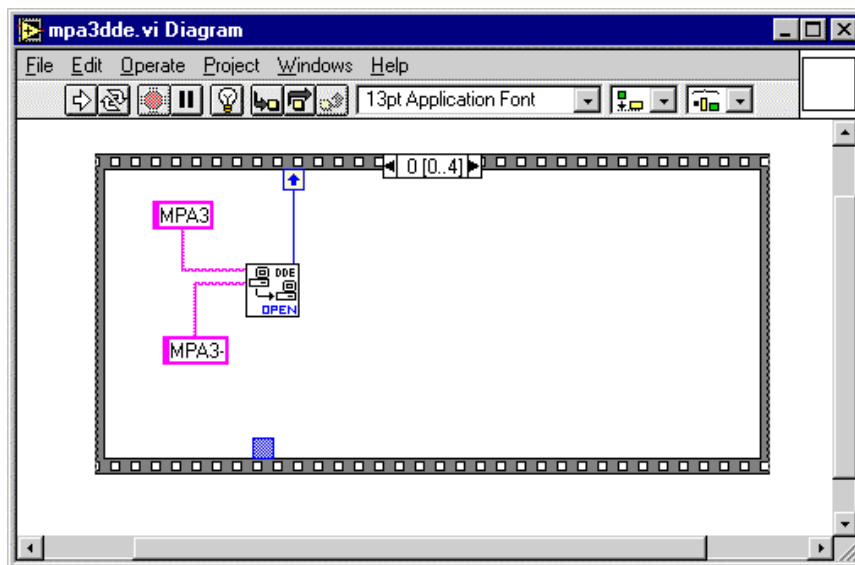 mpa3dde.vi Diagram
File Edit Operate Project Windows Help
13pt Application Font
0 [0..4]
MPA3
DDE
OPEN
MPA3-